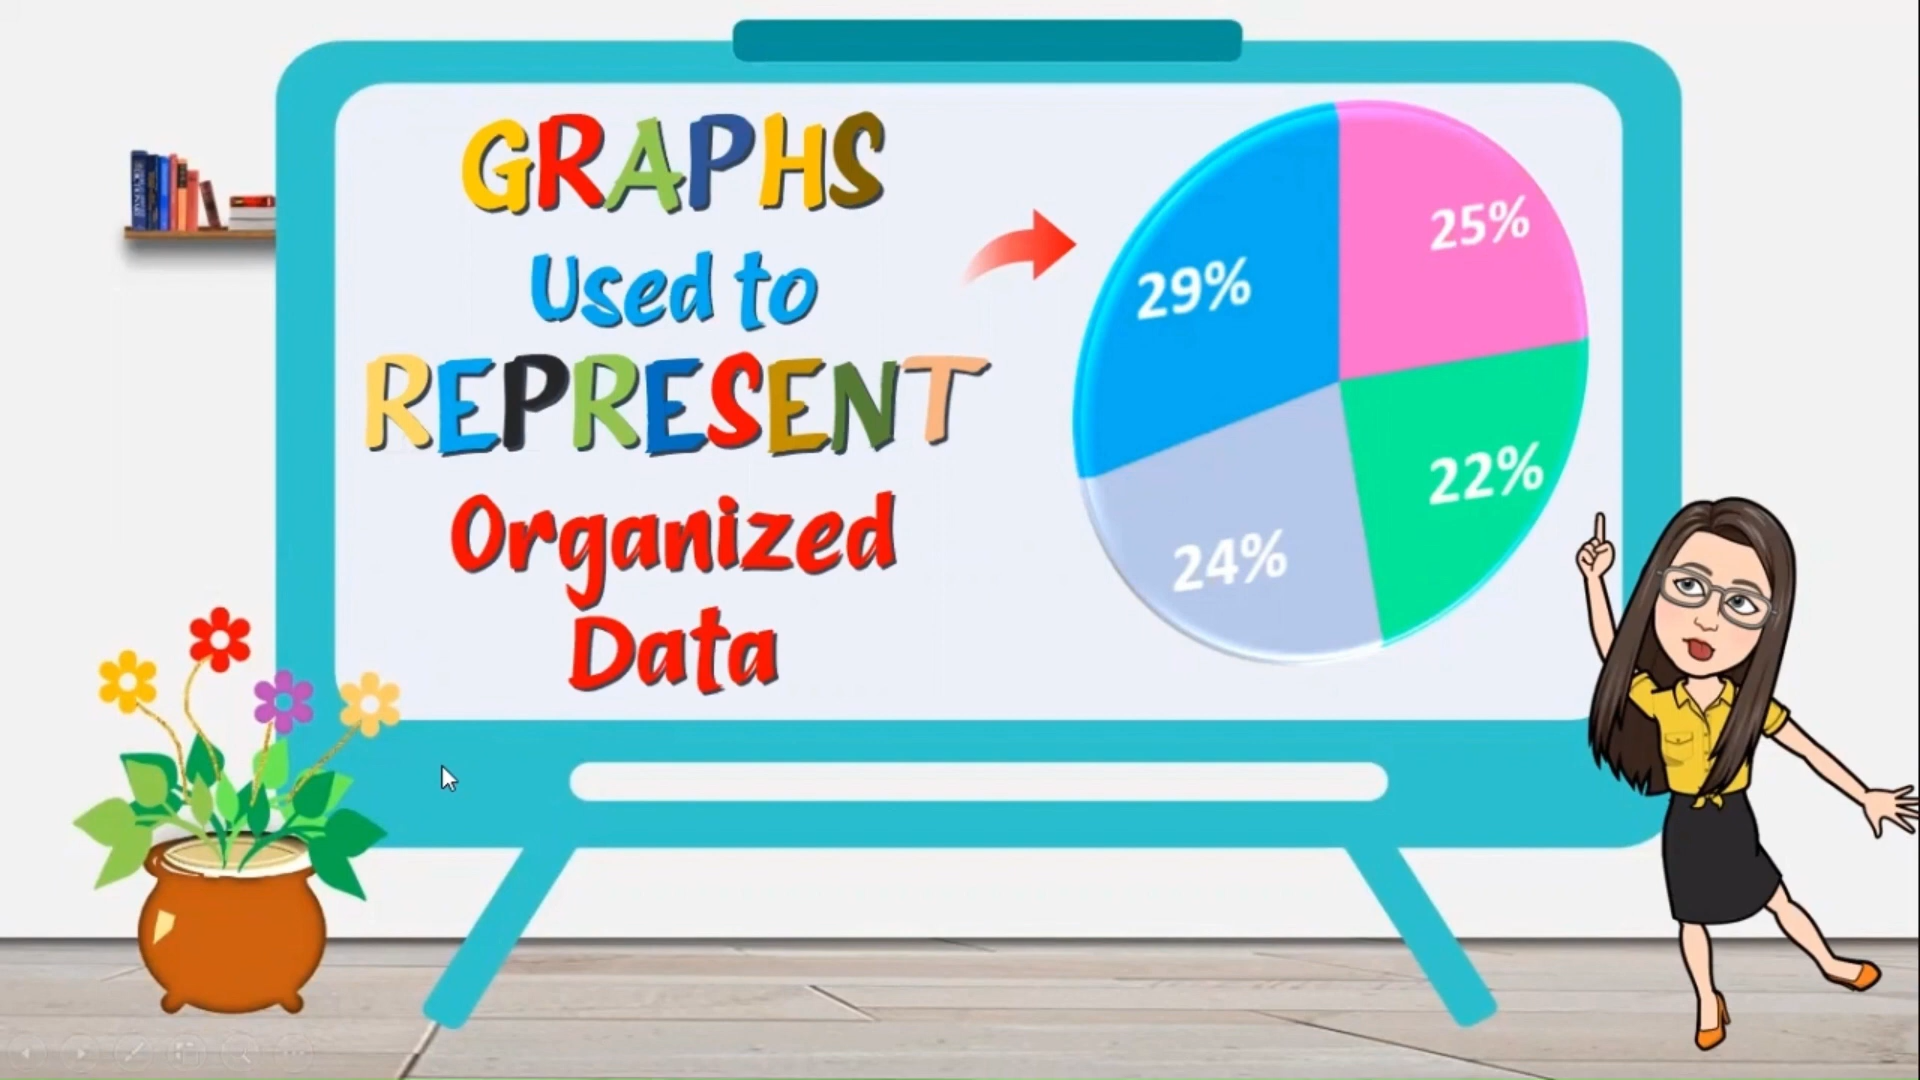 GRAPHS
Used to
REPRESENT
Organized
Data
25%
29%
22%
24%